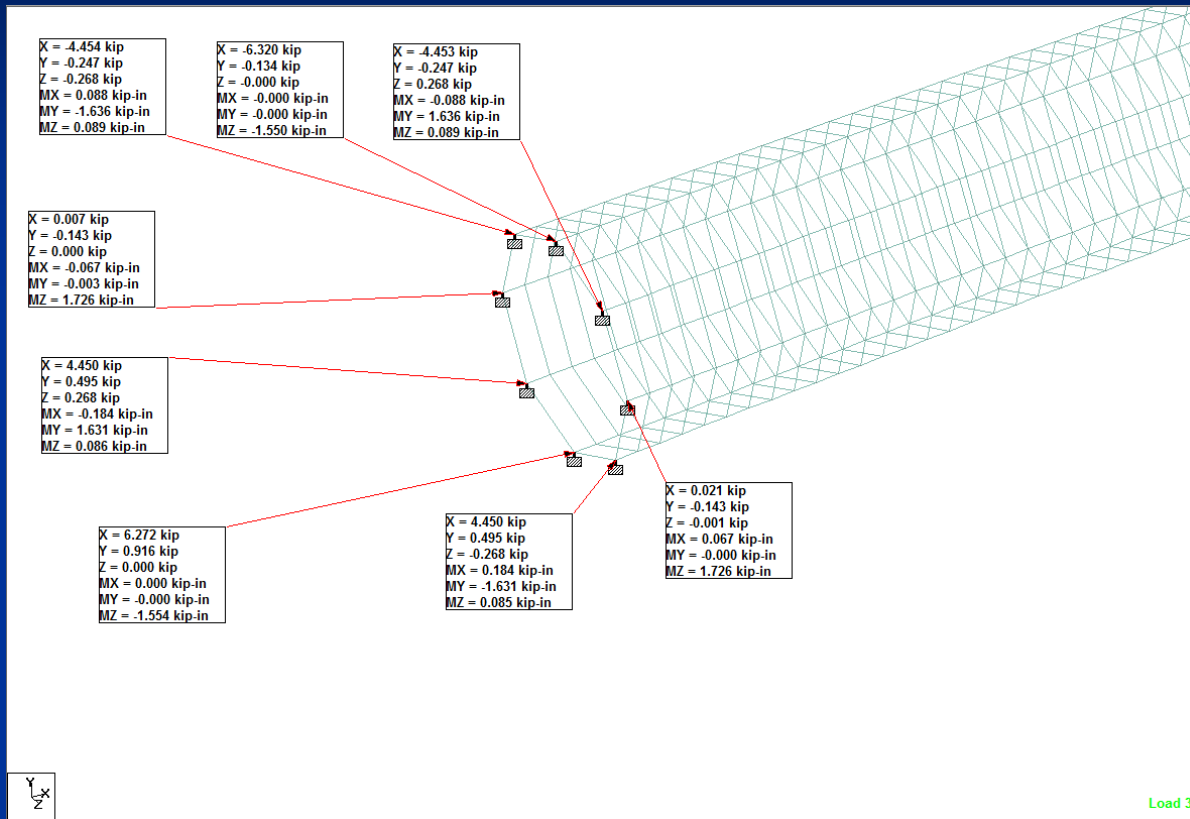 X = -4.454 kip
Y = -0.247 kip
Z = -0.268 kip
MX = 0.088 kip-in
MY = -1.636 kip-in
MZ = 0.089 kip-in
X = -6.320 kip
Y = -0.134 kip
Z = -0.000 kip
MX = -0.000 kip-in
MY = -0.000 kip-in
MZ = -1.550 kip-in
X = -4.453 kip
Y = -0.247 kip
Z = 0.268 kip
MX = -0.088 kip-in
MY = 1.636 kip-in
MZ = 0.089 kip-in
X = 0.007 kip
Y = -0.143 kip
Z = 0.000 kip
MX = -0.067 kip-in
MY = -0.003 kip-in
MZ = 1.726 kip-in
X = 4.450 kip
Y = 0.495 kip
Z = 0.268 kip
MX = -0.184 kip-in
MY = 1.631 kip-in
MZ = 0.086 kip-in
X = 6.272 kip
Y = 0.916 kip
Z = 0.000 kip
MX = 0.000 kip-in
MY = -0.000 kip-in
MZ = -1.554 kip-in
X = 4.450 kip
Y = 0.495 kip
Z = -0.268 kip
MX = 0.184 kip-in
MY = -1.631 kip-in
MZ = 0.085 kip-in
X = 0.021 kip
Y = -0.143 kip
Z = -0.001 kip
MX = 0.067 kip-in
MY = -0.000 kip-in
MZ = 1.726 kip-in
Y
X
Z
Load 3